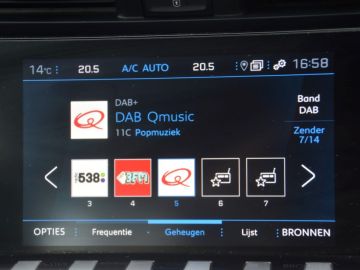 14°C 20.5 A/C AUTO 20.5 16:58
DAB+
DAB Qmusic
11C Popmuziek
Band
DAB
Zender
7/14
538
3 4 5 6 7
OPTIES Frequentie Geheugen Lijst BRONNEN